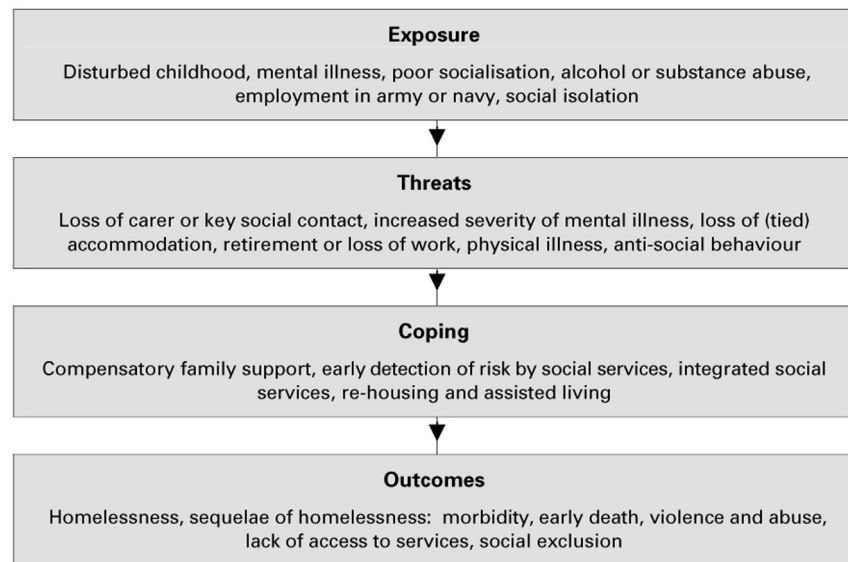 Exposure
Disturbed childhood, mental illness, poor socialisation, alcohol or substance abuse,
employment in army or navy, social isolation
Threats
Loss of carer or key social contact, increased severity of mental illness, loss of (tied)
accommodation, retirement or loss of work, physical illness, anti-social behaviour
Coping
Compensatory family support, early detection of risk by social services, integrated social
services, re-housing and assisted living
Outcomes
Homelessness, sequelae of homelessness: morbidity, early death, violence and abuse,
lack of access to services, social exclusion